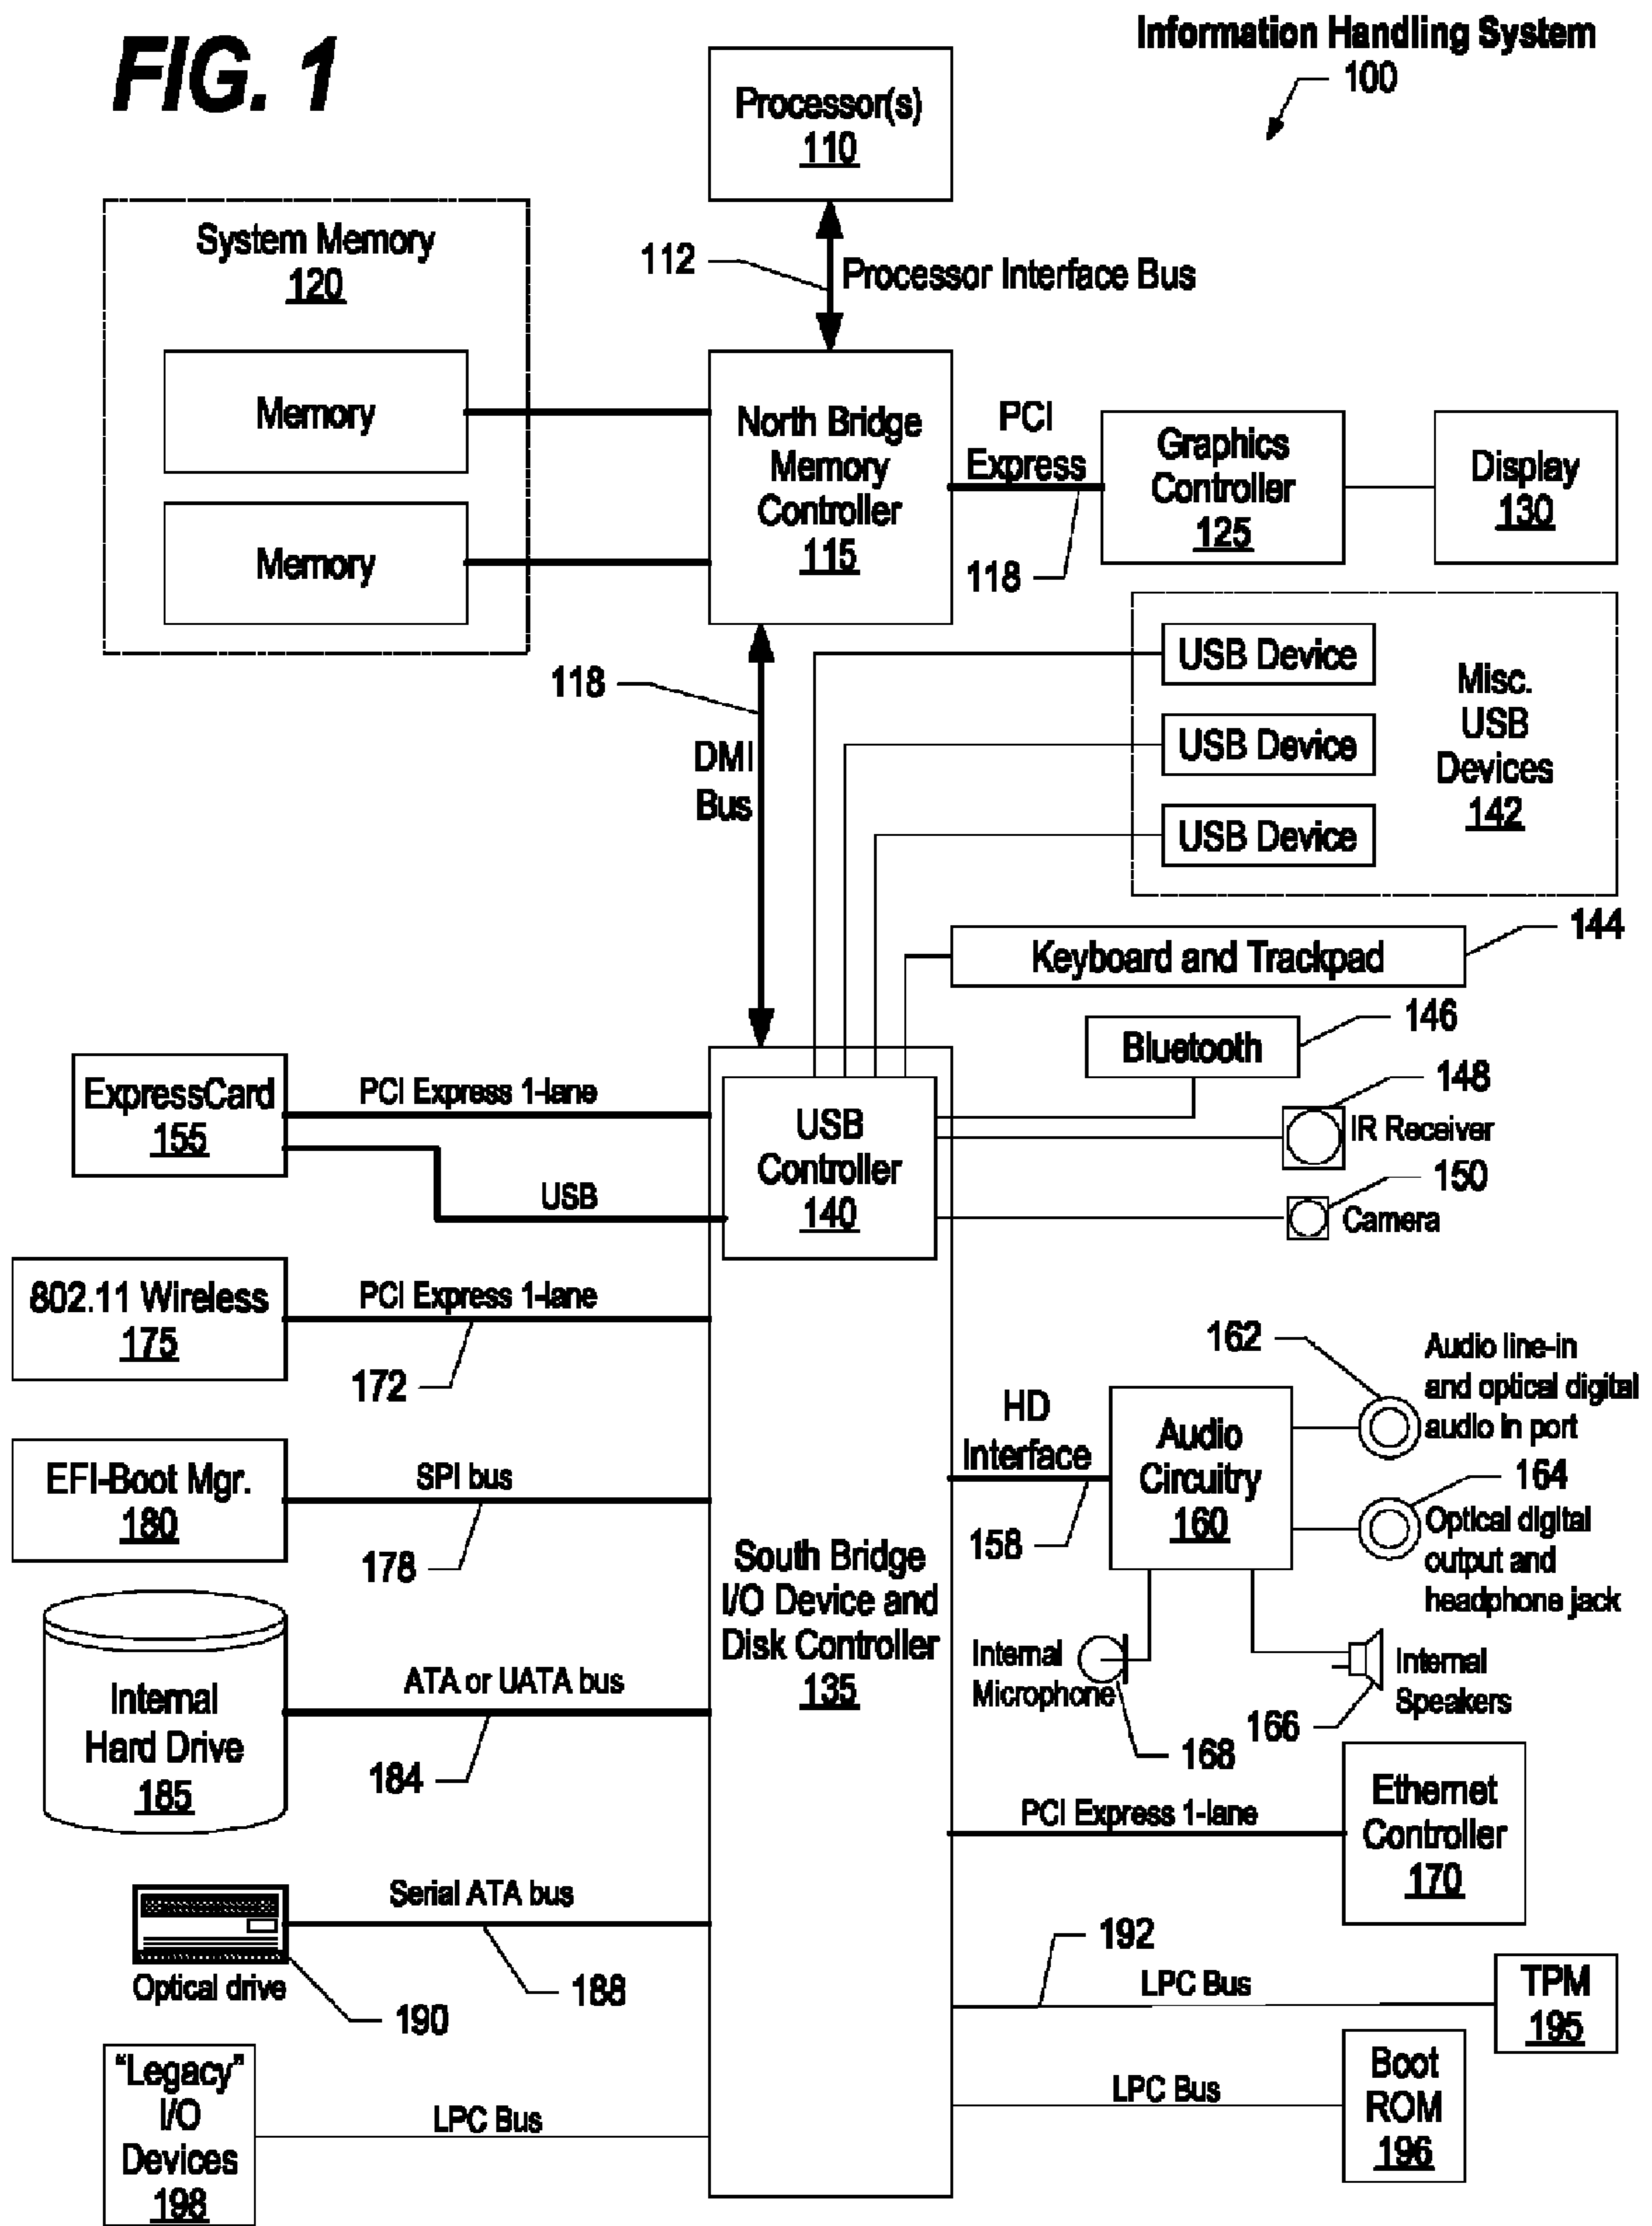 FIG. 1
Information Handling System
100
Processor(s)
110
System Memory
120
Memory
Memory
112
Processor Interface Bus
North Bridge
Memory
Controller
115
PCI
Express
118
Graphics
Controller
125
Display
130
118
DMI
Bus
USB Device
USB Device
USB Device
Misc.
USB
Devices
142
Keyboard and Trackpad
144
Bluetooth
146
148
IR Receiver
150
Camera
ExpressCard
155
PCI Express 1-lane
USB
USB
Controller
140
802.11 Wireless
175
PCI Express 1-lane
172
EFI-Boot Mgr.
180
SPI bus
178
South Bridge
I/O Device and
Disk Controller
135
HD
Interface
158
Audio
Circuitry
160
162
Audio line-in
and optical digital
audio in port
164
Optical digital
output and
headphone jack
Internal
Microphone
168
166
Internal
Speakers
Internal
Hard Drive
185
ATA or UATA bus
184
PCI Express 1-lane
Ethernet
Controller
170
Serial ATA bus
188
Optical drive
190
192
LPC Bus
TPM
195
"Legacy"
I/O
Devices
198
LPC Bus
LPC Bus
Boot
ROM
196